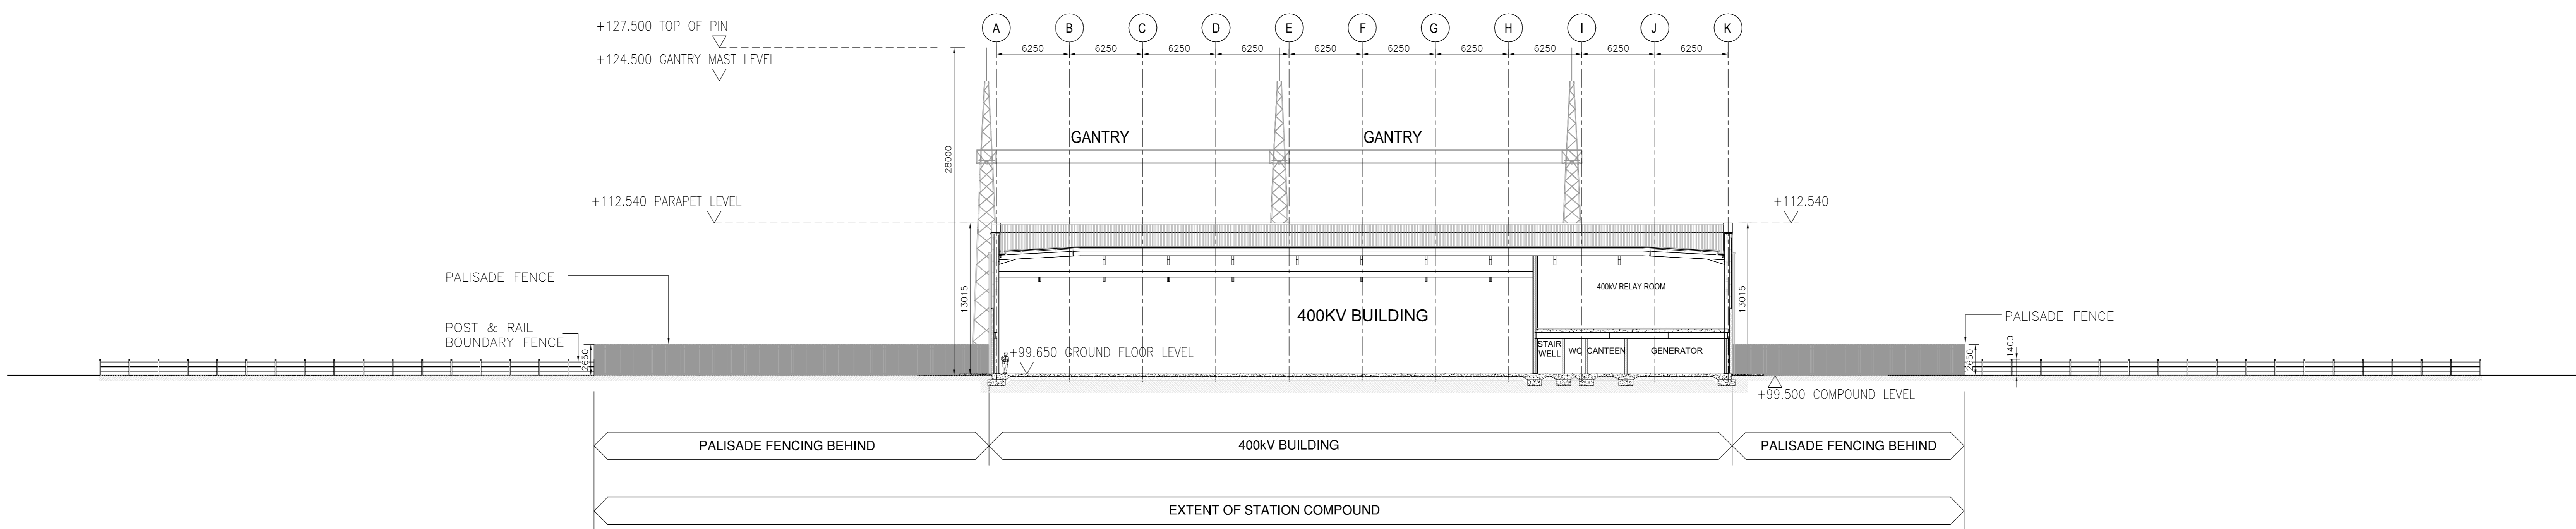 +127.500 TOP OF PIN
A B C D E F G H I J K
6250 6250 6250 6250 6250 6250 6250 6250 6250 6250
+124.500 GANTRY MAST LEVEL
GANTRY GANTRY
28000
+112.540 PARAPET LEVEL
+112.540
PALISADE FENCE
400kV RELAY ROOM
13015
13015
400KV BUILDING
PALISADE FENCE
POST & RAIL
BOUNDARY FENCE
2650
+99.650 GROUND FLOOR LEVEL
STAIR
WELL
WC
CANTEEN
GENERATOR
2650
1400
+99.500 COMPOUND LEVEL
PALISADE FENCING BEHIND
400kV BUILDING
PALISADE FENCING BEHIND
EXTENT OF STATION COMPOUND